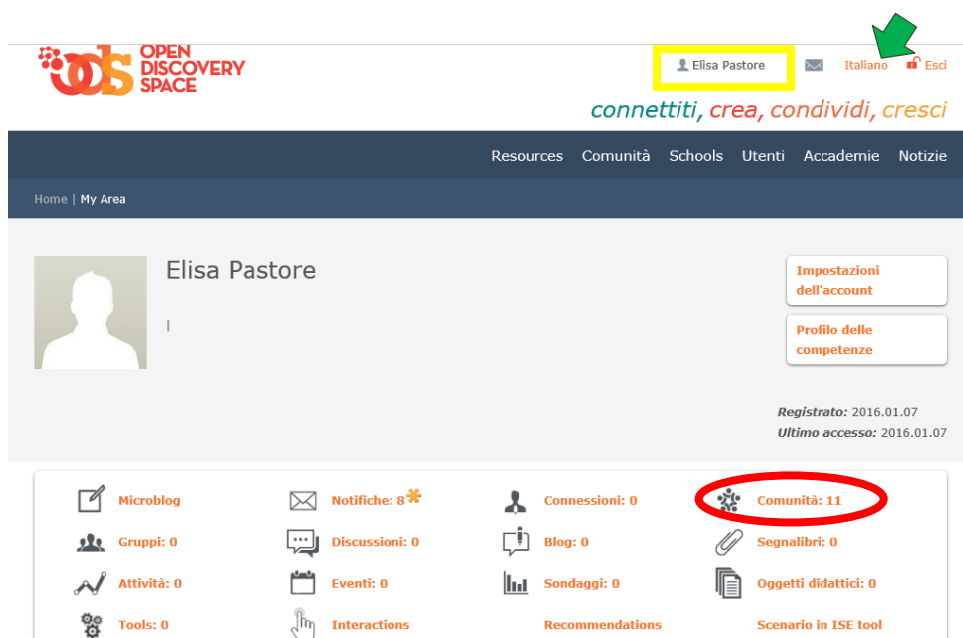 ods OPEN
DISCOVERY
SPACE
Elisa Pastore Italiano Esci
connettiti, crea, condividi, cresci
Resources Comunità Schools Utenti Accademie Notizie
Home | My Area
Elisa Pastore
Impostazioni
dell'account
|
Profilo delle
competenze
Registrato: 2016.01.07
Ultimo accesso: 2016.01.07
Microblog Notifiche: 8 Connessioni: 0 Comunità: 11
Gruppi: 0 Discussioni: 0 Blog: 0 Segnalibri: 0
Attività: 0 Eventi: 0 Sondaggi: 0 Oggetti didattici: 0
Tools: 0 Interactions Recommendations Scenario in ISE tool